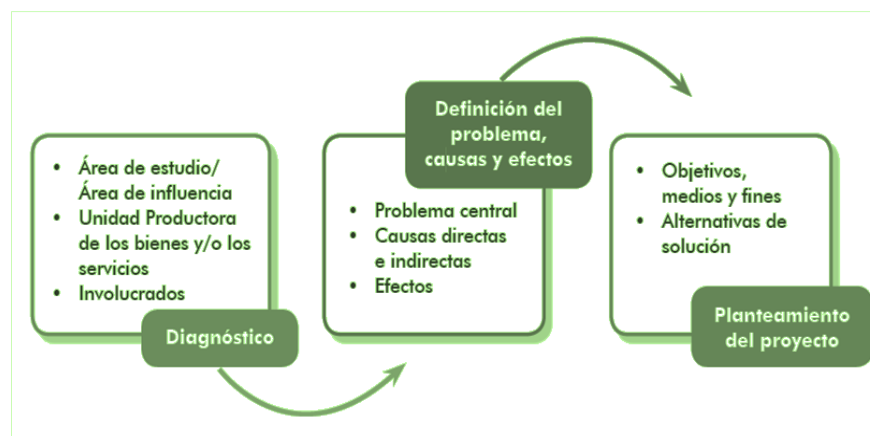 • Área de estudio/
Área de influencia
• Unidad Productora
de los bienes y/o los
servicios
• Involucrados
Diagnóstico
Definición del
problema,
causas y efectos
• Problema central
• Causas directas
e indirectas
• Efectos
• Objetivos,
medios y fines
• Alternativas de
solución
Planteamiento
del proyecto